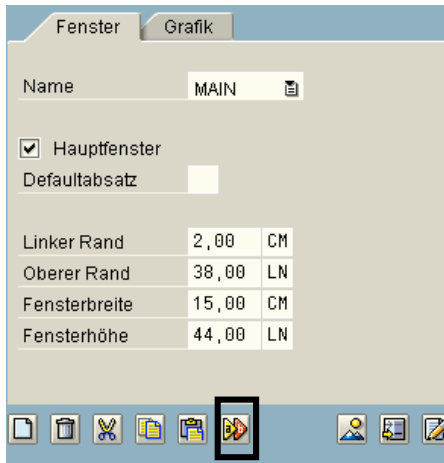 Fenster Grafik
Name MAIN
Hauptfenster
Defaultabsatz
Linker Rand 2,00 CM
Oberer Rand 38,00 LN
Fensterbreite 15,00 CM
Fensterhöhe 44,00 LN